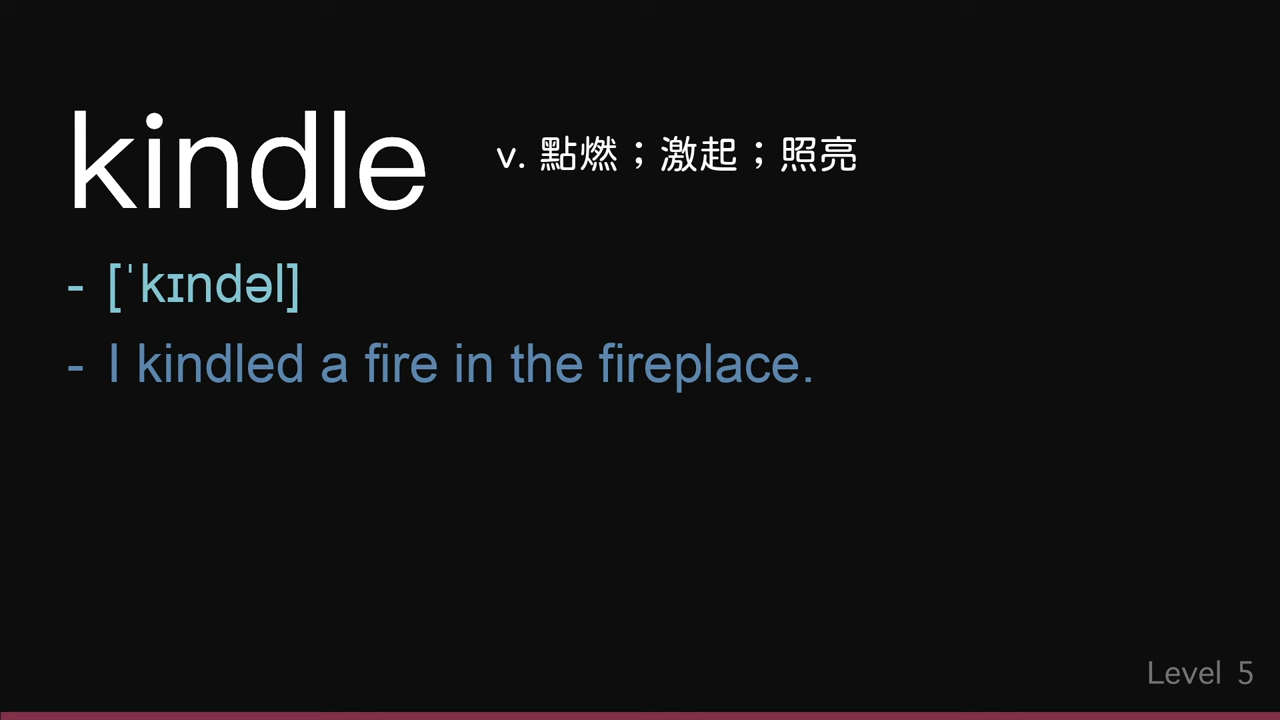 kindle v. 點燃；激起；照亮
- [ˈkɪndəl]
- I kindled a fire in the fireplace.
Level 5